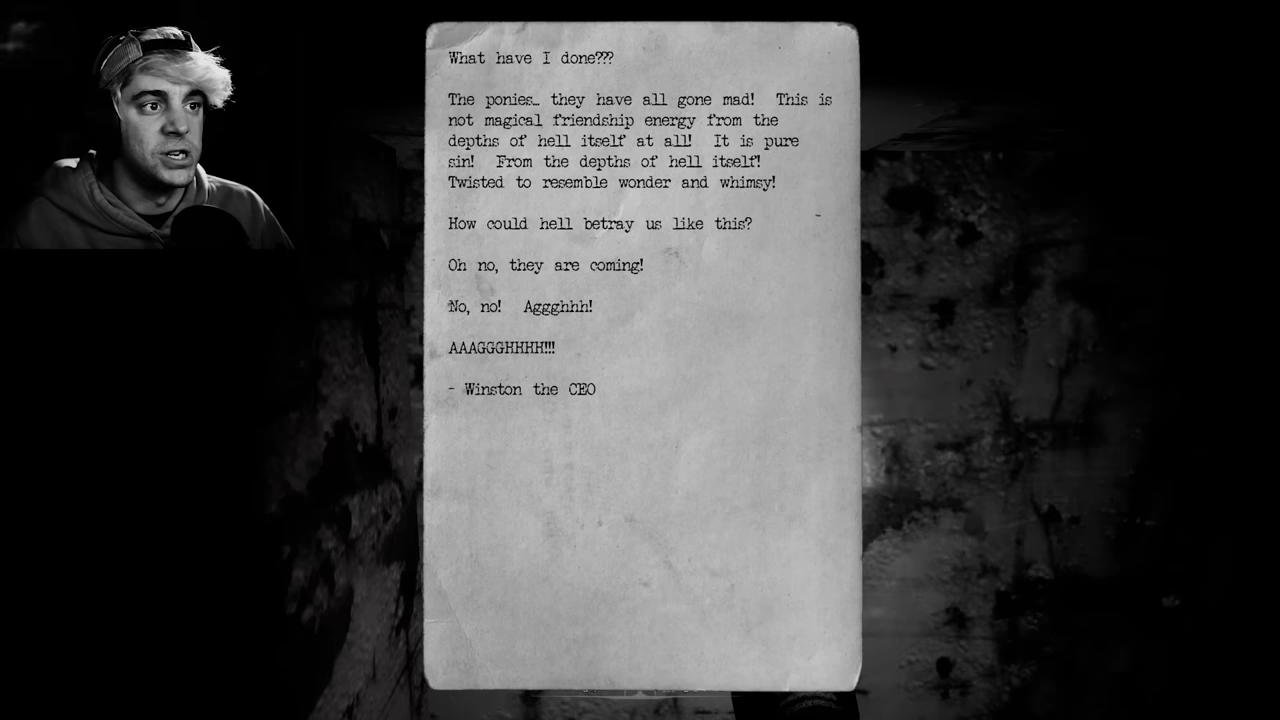 What have I done???
The ponies... they have all gone mad! This is
not magical friendship energy from the
depths of hell itself at all! It is pure
sin! From the depths of hell itself!
Twisted to resemble wonder and whimsy!
How could hell betray us like this?
Oh no, they are coming!
No, no! Aggghhh!
AAAGGGHHHH!!!
- Winston the CEO